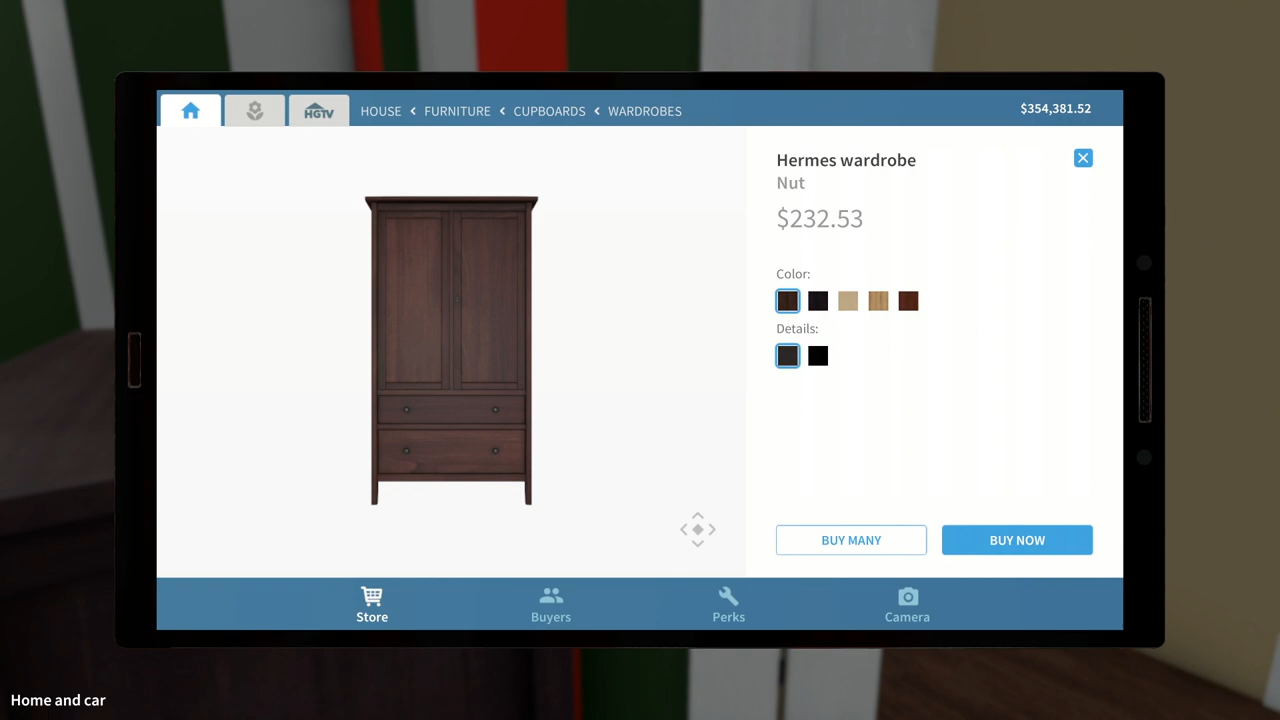 HGTV
HOUSE < FURNITURE < CUPBOARDS < WARDROBES
$354,381.52
Hermes wardrobe
Nut
$232.53
Color:
Details:
BUY MANY
BUY NOW
Store
Buyers
Perks
Camera
Home and car